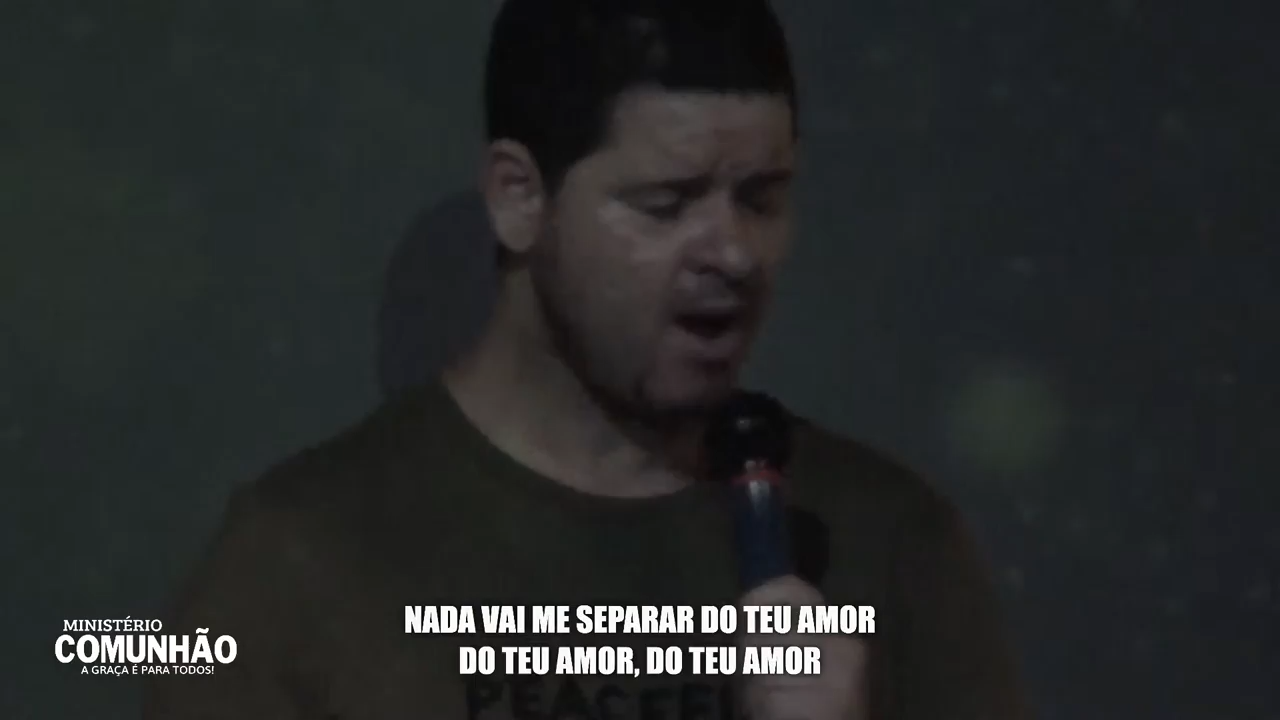 NADA VAI ME SEPARAR DO TEU AMOR
DO TEU AMOR, DO TEU AMOR
MINISTÉRIO
COMUNHÃO
A GRAÇA É PARA TODOS!